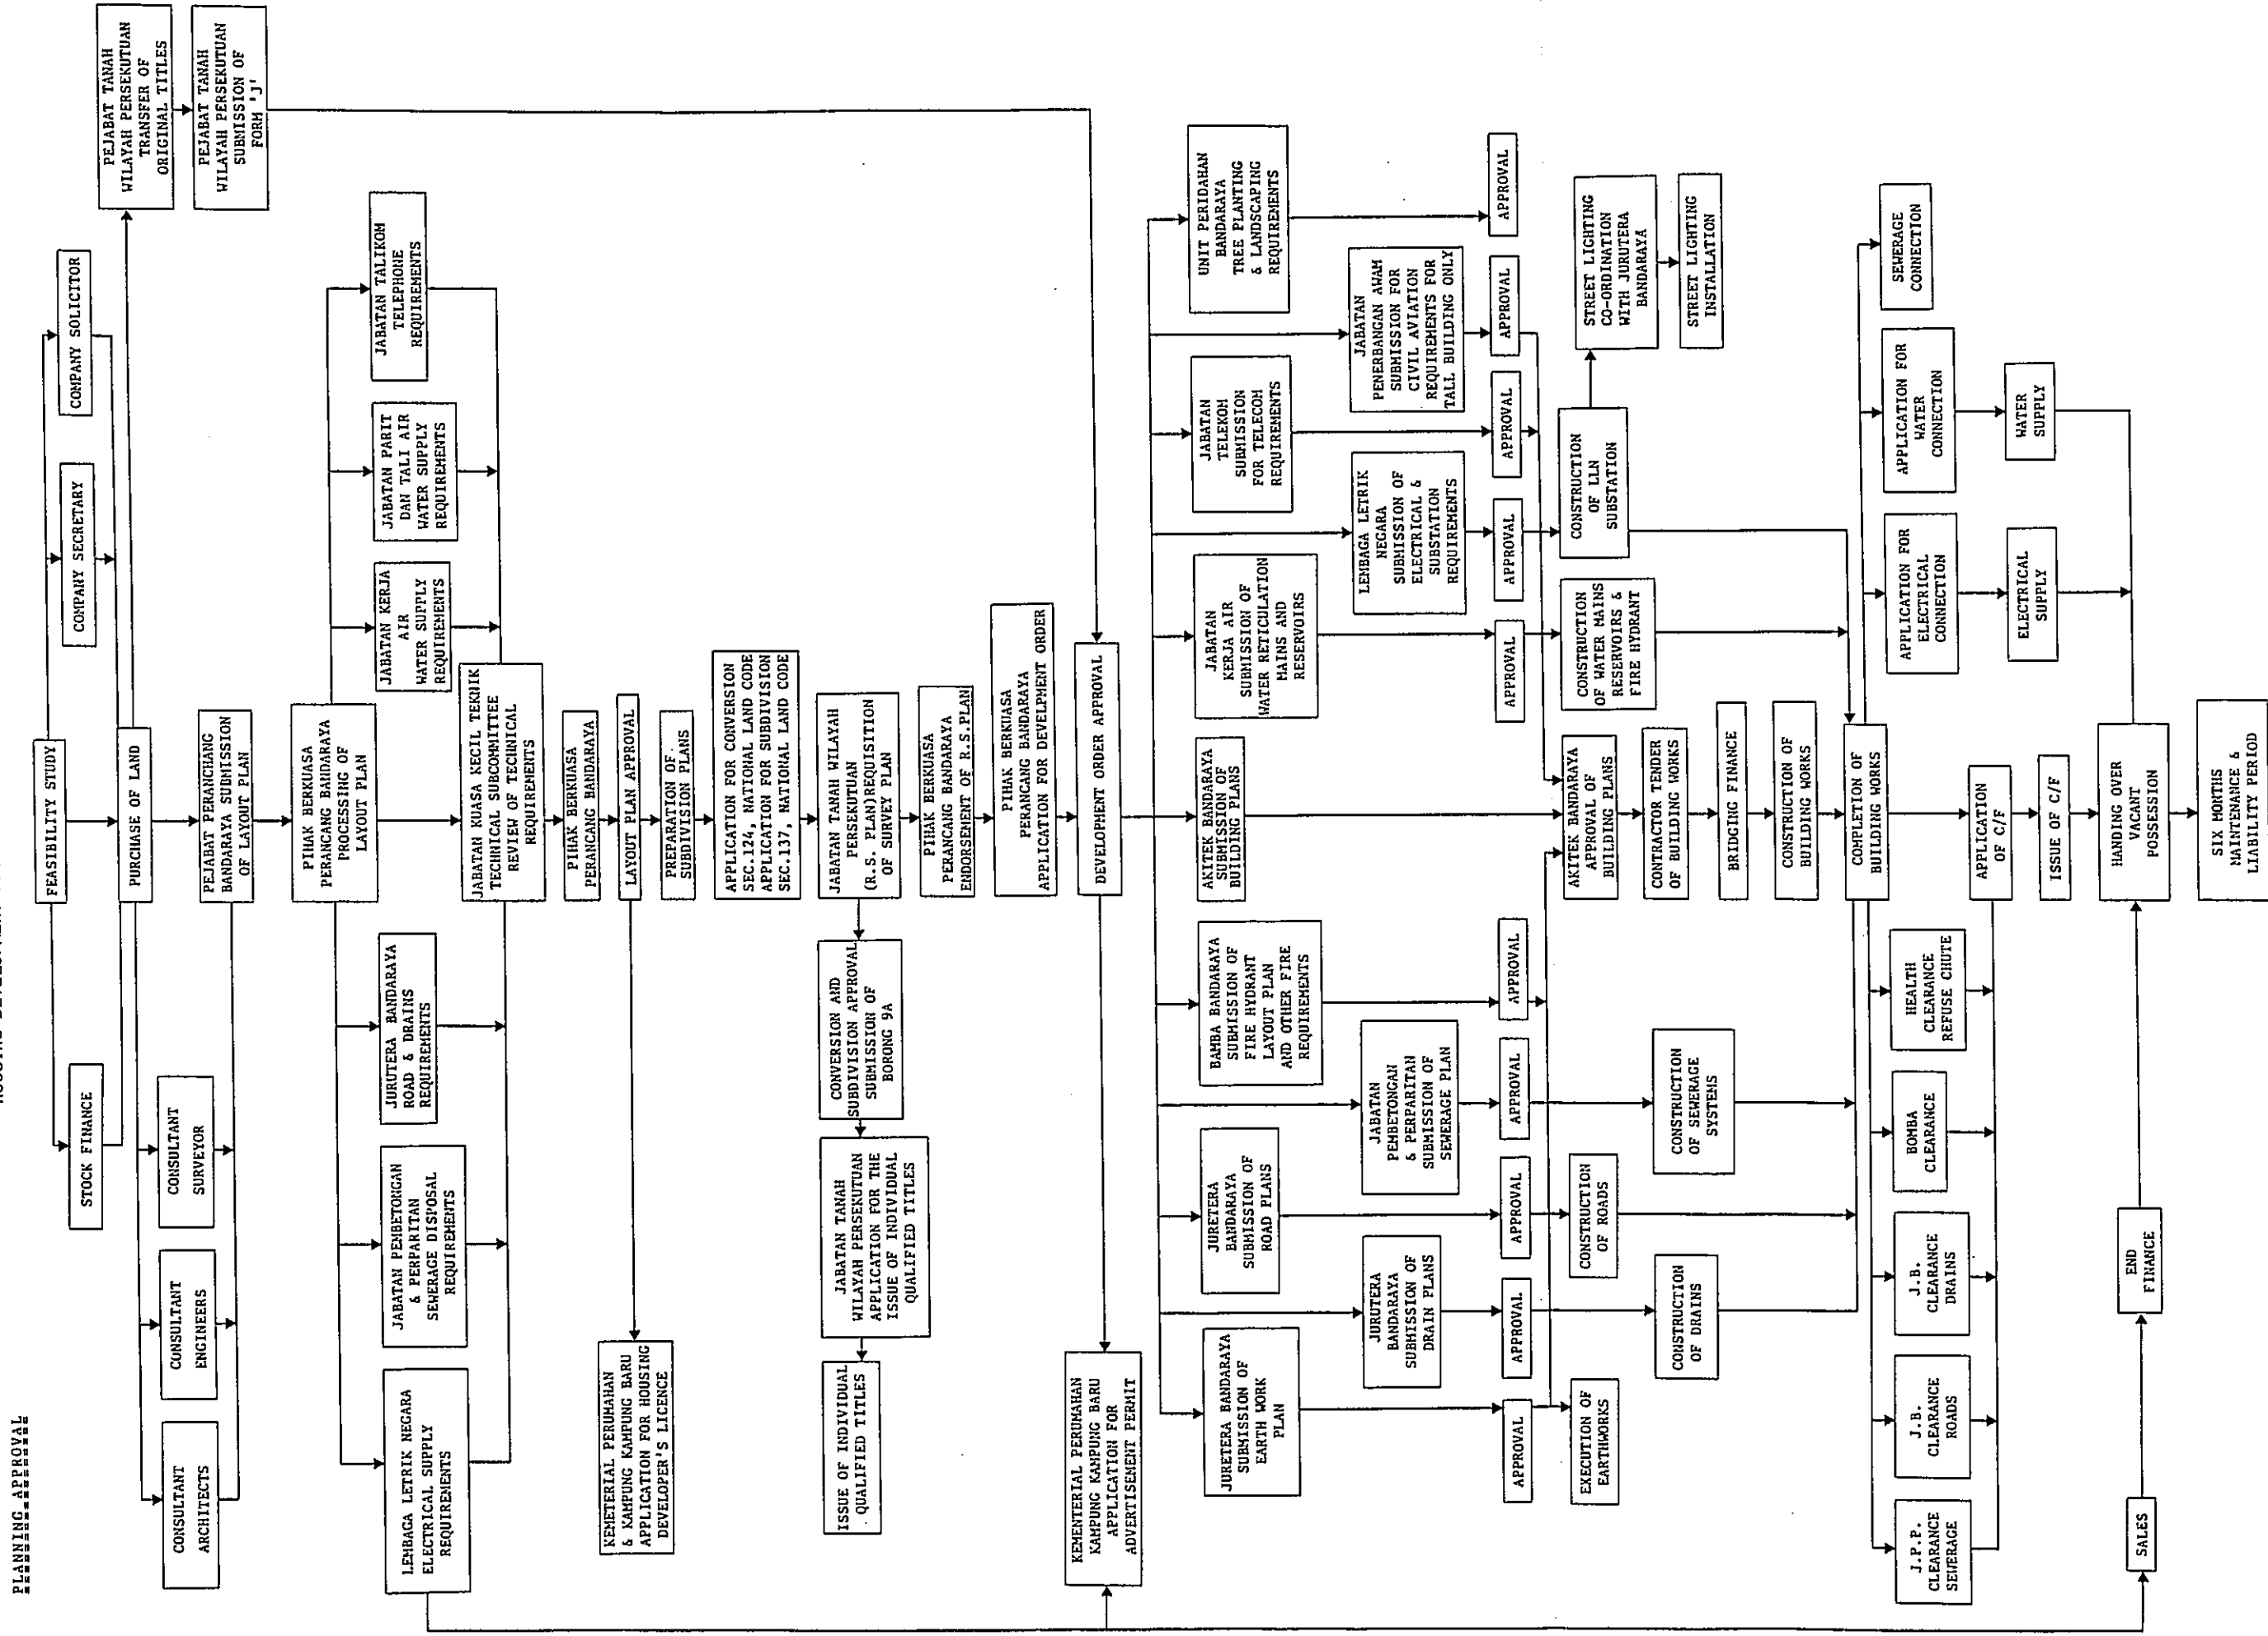 PLANNING APPROVAL
FEASIBILITY STUDY
STOCK FINANCE
COMPANY SECRETARY
COMPANY SOLICITOR
PURCHASE OF LAND
PEJABAT TANAH
WILAYAH PERSEKUTUAN
TRANSFER OF
ORIGINAL TITLES
CONSULTANT
ARCHITECTS
CONSULTANT
ENGINEERS
CONSULTANT
SURVEYOR
PEJABAT PERANCHANG
BANDARAYA SUBMISSION
OF LAYOUT PLAN
PEJABAT TANAH
WILAYAH PERSEKUTUAN
SUBMISSION OF
FORM 'J'
PIHAK BERKUASA
PERANCANG BANDARAYA
PROCESSING OF
LAYOUT PLAN
LEMBAGA LETRIK NEGARA
ELECTRICAL SUPPLY
REQUIREMENTS
JABATAN PEMBETONGAN
& PERPARITAN
SEWERAGE DISPOSAL
REQUIREMENTS
JURUTERA BANDARAYA
ROAD & DRAINS
REQUIREMENTS
JABATAN KERJA
AIR
WATER SUPPLY
REQUIREMENTS
JABATAN PARIT
DAN TALI AIR
WATER SUPPLY
REQUIREMENTS
JABATAN TALIKOM
TELEPHONE
REQUIREMENTS
JABATAN KUASA KECIL TEKNIK
TECHNICAL SUBCOMMITTEE
REVIEW OF TECHNICAL
REQUIREMENTS
PIHAK BERKUASA
PERANCANG BANDARAYA
LAYOUT PLAN APPROVAL
KEMETERIAL PERUMAHAN
& KAMPUNG KAMPUNG BARU
APPLICATION FOR HOUSING
DEVELOPER'S LICENCE
PREPARATION OF
SUBDIVISION PLANS
APPLICATION FOR CONVERSION
SEC.124, NATIONAL LAND CODE
APPLICATION FOR SUBDIVISION
SEC.137, NATIONAL LAND CODE
JABATAN TANAH WILAYAH
PERSEKUTUAN
(R.S. PLAN)REQUISITION
OF SURVEY PLAN
CONVERSION AND
SUBDIVISION APPROVAL
SUBMISSION OF
BORONG 9A
JABATAN TANAH
WILAYAH PERSEKUTUAN
APPLICATION FOR THE
ISSUE OF INDIVIDUAL
QUALIFIED TITLES
ISSUE OF INDIVIDUAL
QUALIFIED TITLES
PIHAK BERKUASA
PERANCANG BANDARAYA
ENDORSEMENT OF R.S.PLAN
PIHAK BERKUASA
PERANCANG BANDARAYA
APPLICATION FOR DEVELPMENT ORDER
DEVELOPMENT ORDER APPROVAL
KEMENTERIAL PERUMAHAN
KAMPUNG KAMPUNG BARU
APPLICATION FOR
ADVERTISEMENT PERMIT
JURETERA BANDARAYA
SUBMISSION OF
EARTH WORK
PLAN
JURETERA
BANDARAYA
SUBMISSION OF
ROAD PLANS
BAMBA BANDARAYA
SUBMISSION OF
FIRE HYDRANT
LAYOUT PLAN
AND OTHER FIRE
REQUIREMENTS
AKITEK BANDARAYA
SUBMISSION OF
BUILDING PLANS
JABATAN
KERJA AIR
SUBMISSION OF
WATER RETICULATION
MAINS AND
RESERVOIRS
JABATAN
TELEKOM
SUBMISSION
FOR TELECOM
REQUIREMENTS
UNIT PERIDAHAN
BANDARAYA
TREE PLANTING
& LANDSCAPING
REQUIREMENTS
JURUTERA
BANDARAYA
SUBMISSION OF
DRAIN PLANS
JABATAN
PEMBETONGAN
& PERPARITAN
SUBMISSION OF
SEWERAGE PLAN
LEMBAGA LETRIK
NEGARA
SUBMISSION OF
ELECTRICAL &
SUBSTATION
REQUIREMENTS
JABATAN
PENERBANGAN AWAM
SUBMISSION FOR
CIVIL AVIATION
REQUIREMENTS FOR
TALL BUILDING ONLY
APPROVAL
APPROVAL
APPROVAL
APPROVAL
APPROVAL
APPROVAL
APPROVAL
APPROVAL
APPROVAL
APPROVAL
EXECUTION OF
EARTHWORKS
CONSTRUCTION
OF ROADS
AKITEK BANDARAYA
APPROVAL OF
BUILDING PLANS
CONSTRUCTION
OF WATER MAINS
RESERVOIRS &
FIRE HYDRANT
CONSTRUCTION
OF LLN
SUBSTATION
STREET LIGHTING
CO-ORDINATION
WITH JURUTERA
BANDARAYA
CONSTRUCTION
OF DRAINS
CONSTRUCTION
OF SEWERAGE
SYSTEMS
CONTRACTOR TENDER
OF BUILDING WORKS
STREET LIGHTING
INSTALLATION
BRIDGING FINANCE
CONSTRUCTION OF
BUILDING WORKS
COMPLETION OF
BUILDING WORKS
J.P.P.
CLEARANCE
SEWERAGE
J.B.
CLEARANCE
ROADS
J.B.
CLEARANCE
DRAINS
BOMBA
CLEARANCE
HEALTH
CLEARANCE
REFUSE CHUTE
APPLICATION FOR
ELECTRICAL
CONNECTION
APPLICATION FOR
WATER
CONNECTION
SEWERAGE
CONNECTION
APPLICATION
OF C/F
ELECTRICAL
SUPPLY
WATER
SUPPLY
ISSUE OF C/F
SALES
END
FINANCE
HANDING OVER
VACANT
POSSESSION
SIX MONTHS
MAINTENANCE &
LIABILITY PERIOD